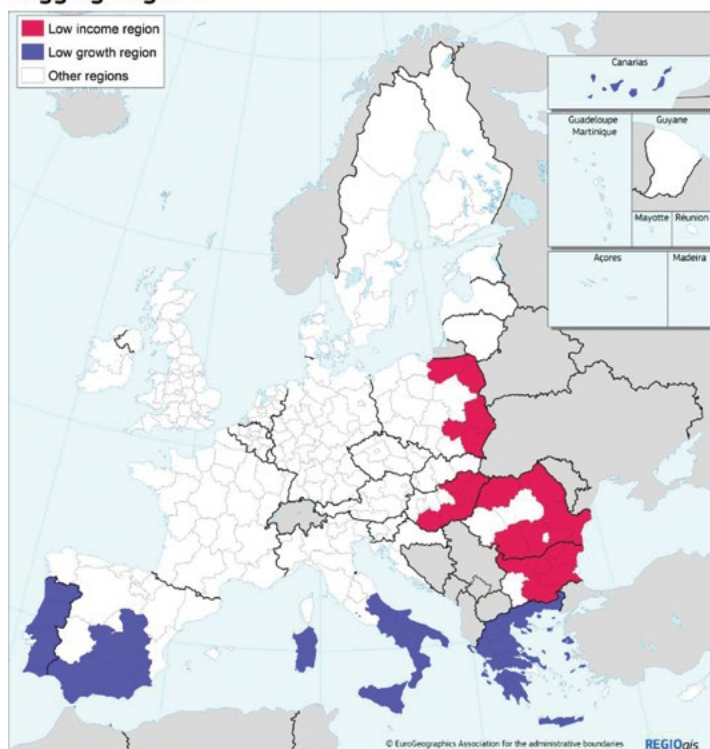 Low income region
Low growth region
Other regions
Canarias
Guadeloupe
Martinique
Guyane
Mayotte
Réunion
Açores
Madeira
© EuroGeographics Association for the administrative boundaries
REGIOgis